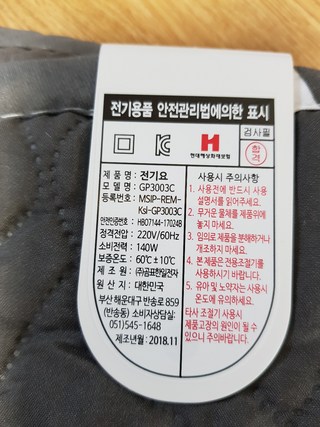 전기용품 안전관리법에의한 표시
검사필
합격
H
현대해상화재보험
제 품 명 : 전기요
모 델 명 : GP3003C
등록번호 : MSIP-REM-
Ksl-GP3003C
안전인증번호 : HB07144-17024B
정격전압 : 220V/60Hz
소비전력 : 140W
보증온도 : 60℃±10℃
제 조 원 : ㈜곰표한일전자
원 산 지 : 대한민국
부산 해운대구 반송로 859
(반송동) 소비자상담실:
051)545-1648
제조년월 : 2018.11
사용시 주의사항
1. 사용전에 반드시 사용
설명서를 읽어주세요.
2. 무거운 물체를 제품위에
놓지 마세요.
3. 임의로 제품을 분해하거나
개조하지 마세요.
4. 본 제품은 전용조절기를
사용하시기 바랍니다.
5. 유아 및 노약자는 사용시
온도에 유의하세요.
타사 조절기 사용시
제품고장의 원인이 될 수
있으니 주의바랍니다.